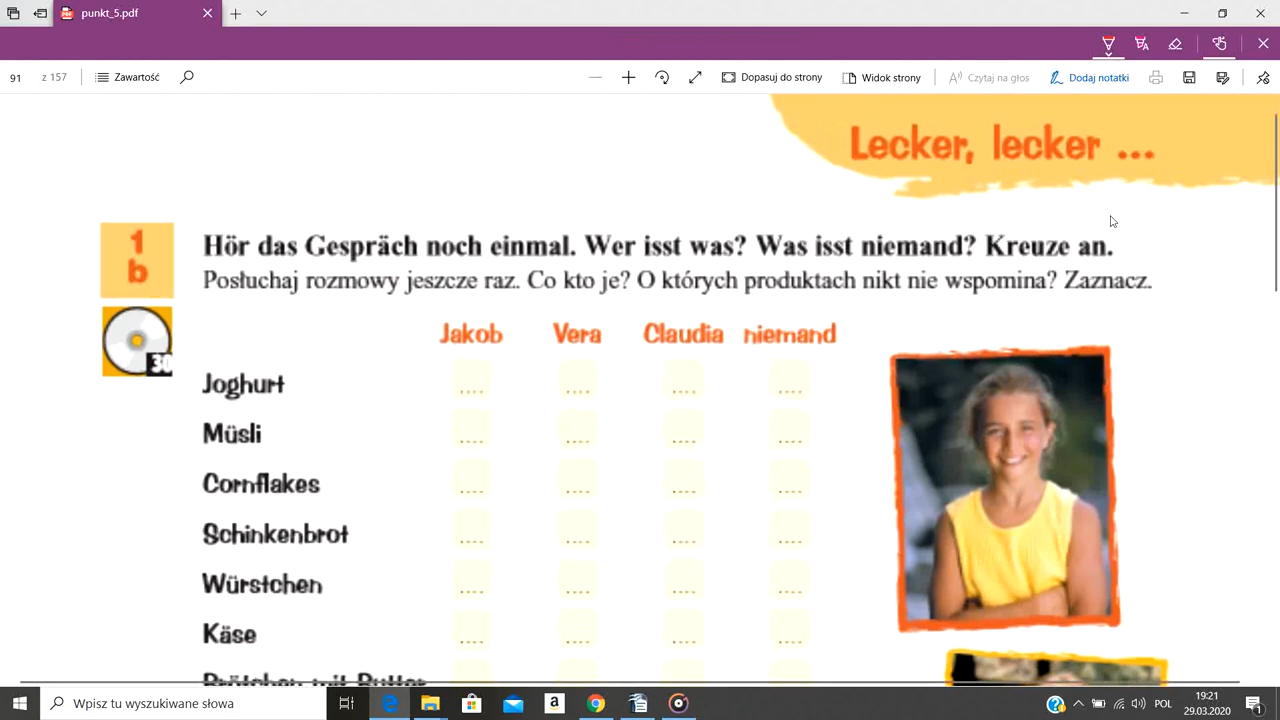 punkt_5.pdf
91 z 157 Zawartość Dopasuj do strony Widok strony Czytaj na głos Dodaj notatki
Lecker, lecker ...
1
b
Hör das Gespräch noch einmal. Wer isst was? Was isst niemand? Kreuze an.
Posłuchaj rozmowy jeszcze raz. Co kto je? O których produktach nikt nie wspomina? Zaznacz.
Jakob Vera Claudia niemand
Joghurt .... .... .... ....
Müsli .... .... .... ....
Cornflakes .... .... .... ....
Schinkenbrot .... .... .... ....
Würstchen .... .... .... ....
Käse .... .... .... ....
Brötchen mit Butter
Wpisz tu wyszukiwane słowa
POL
19:21
29.03.2020